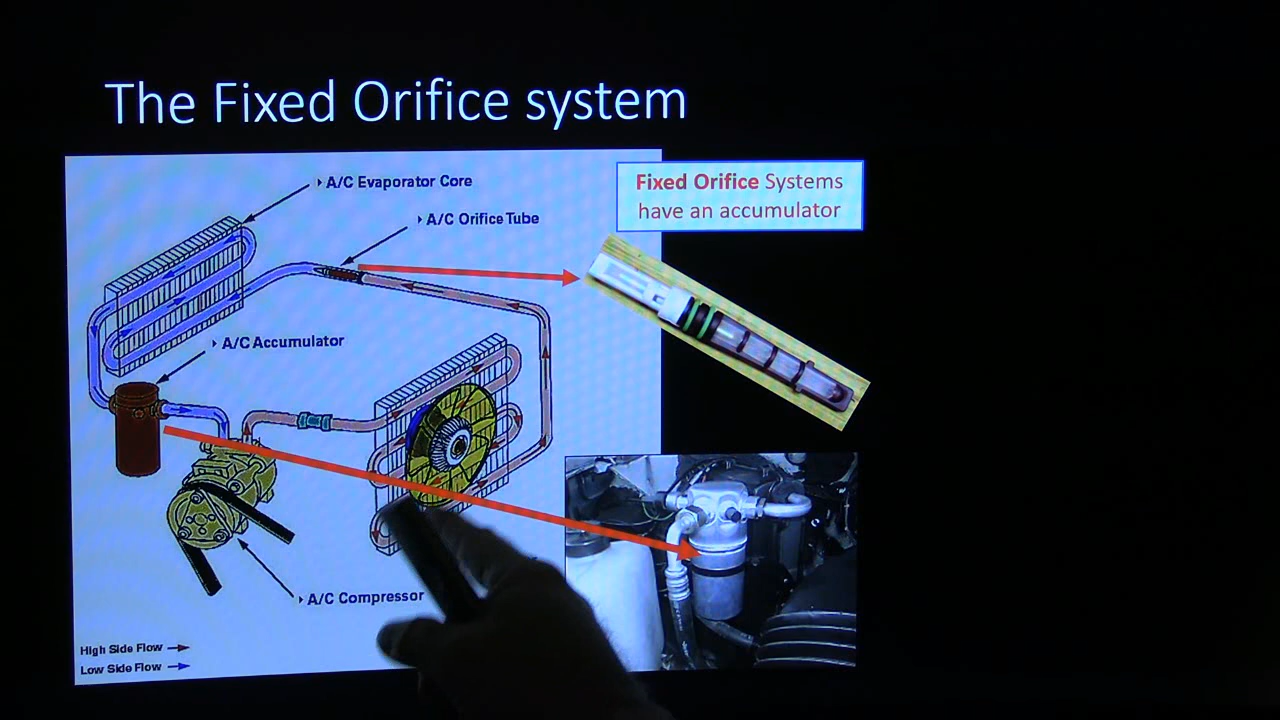 The Fixed Orifice system
A/C Evaporator Core
A/C Orifice Tube
Fixed Orifice Systems
have an accumulator
A/C Accumulator
A/C Compressor
High Side Flow
Low Side Flow